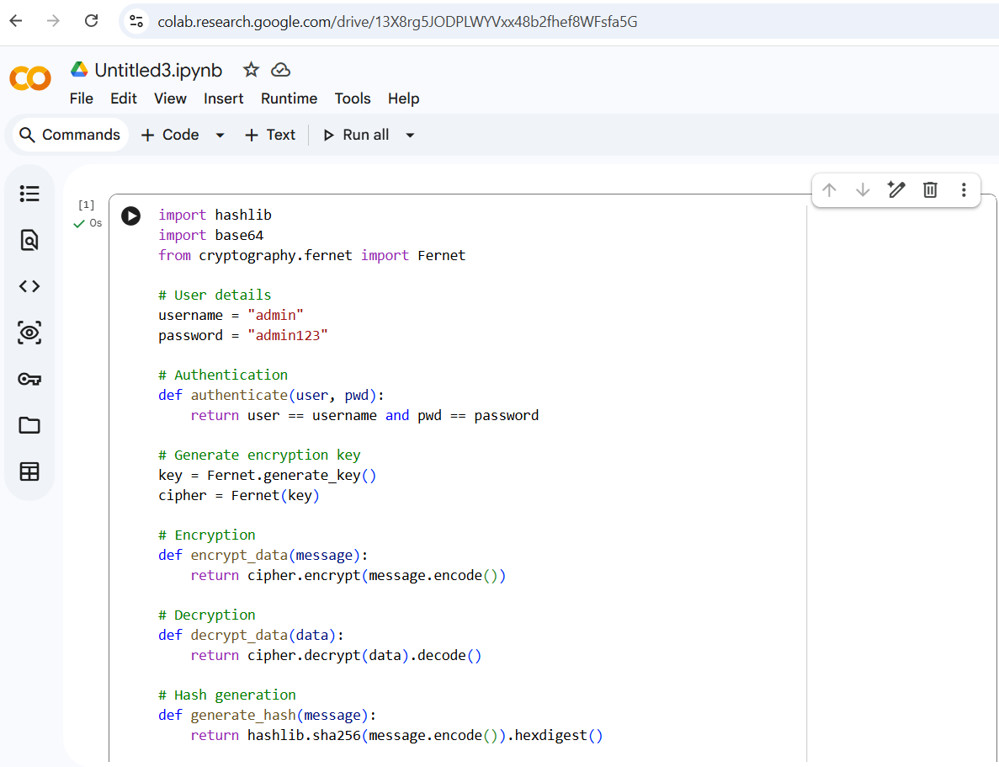 colab.research.google.com/drive/13X8rg5JODPLWYVxx48b2fhef8WFsfa5G
Untitled3.ipynb
File Edit View Insert Runtime Tools Help
Commands + Code + Text Run all
[1]
0s
import hashlib
import base64
from cryptography.fernet import Fernet
# User details
username = "admin"
password = "admin123"
# Authentication
def authenticate(user, pwd):
    return user == username and pwd == password
# Generate encryption key
key = Fernet.generate_key()
cipher = Fernet(key)
# Encryption
def encrypt_data(message):
    return cipher.encrypt(message.encode())
# Decryption
def decrypt_data(data):
    return cipher.decrypt(data).decode()
# Hash generation
def generate_hash(message):
    return hashlib.sha256(message.encode()).hexdigest()